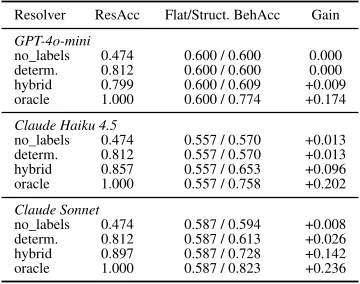 Resolver ResAcc Flat/Struct. BehAcc Gain
GPT-4o-mini
no_labels 0.474 0.600 / 0.600 0.000
determ. 0.812 0.600 / 0.600 0.000
hybrid 0.799 0.600 / 0.609 +0.009
oracle 1.000 0.600 / 0.774 +0.174
Claude Haiku 4.5
no_labels 0.474 0.557 / 0.570 +0.013
determ. 0.812 0.557 / 0.570 +0.013
hybrid 0.857 0.557 / 0.653 +0.096
oracle 1.000 0.557 / 0.758 +0.202
Claude Sonnet
no_labels 0.474 0.587 / 0.594 +0.008
determ. 0.812 0.587 / 0.613 +0.026
hybrid 0.897 0.587 / 0.728 +0.142
oracle 1.000 0.587 / 0.823 +0.236